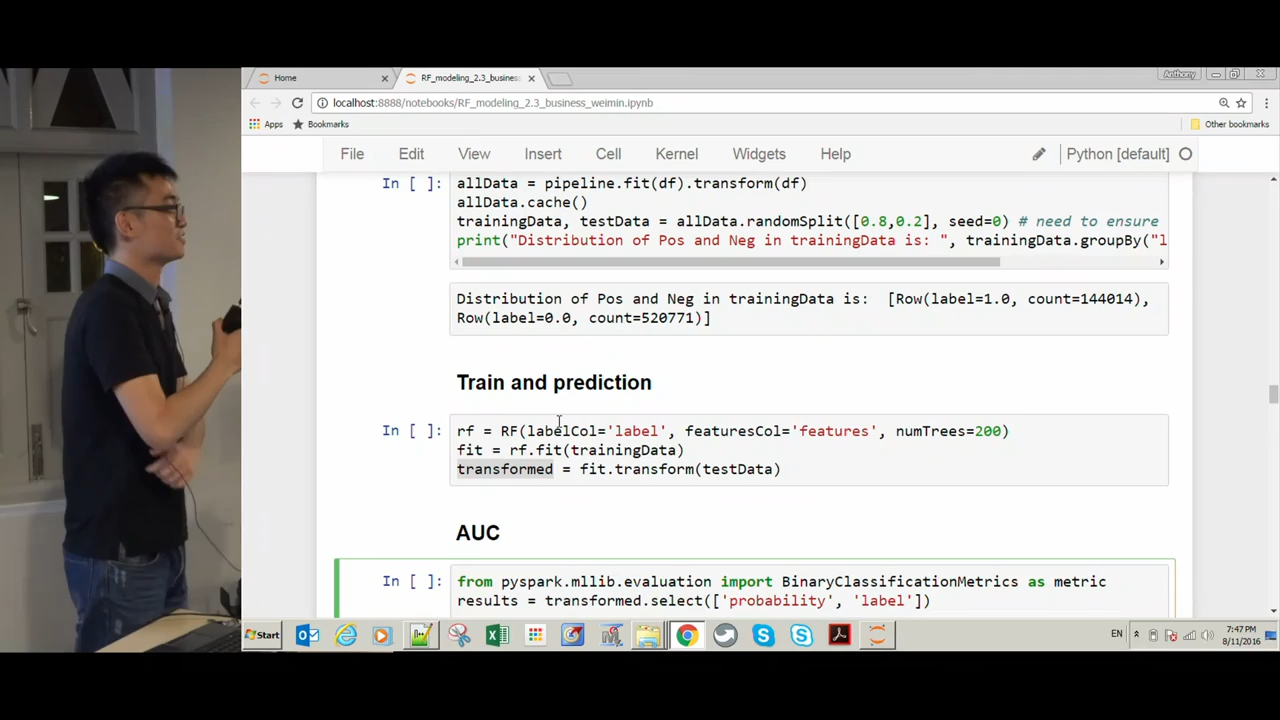 Home
RF_modeling_2.3_business
Anthony
localhost:8888/notebooks/RF_modeling_2.3_business_weimin.ipynb
Apps Bookmarks Other bookmarks
File Edit View Insert Cell Kernel Widgets Help Python [default]
In [ ]: allData = pipeline.fit(df).transform(df)
allData.cache()
trainingData, testData = allData.randomSplit([0.8,0.2], seed=0) # need to ensure
print("Distribution of Pos and Neg in trainingData is: ", trainingData.groupBy("l
Distribution of Pos and Neg in trainingData is:  [Row(label=1.0, count=144014),
Row(label=0.0, count=520771)]
Train and prediction
In [ ]: rf = RF(labelCol='label', featuresCol='features', numTrees=200)
fit = rf.fit(trainingData)
transformed = fit.transform(testData)
AUC
In [ ]: from pyspark.mllib.evaluation import BinaryClassificationMetrics as metric
results = transformed.select(['probability', 'label'])
Start EN 7:47 PM
8/11/2016